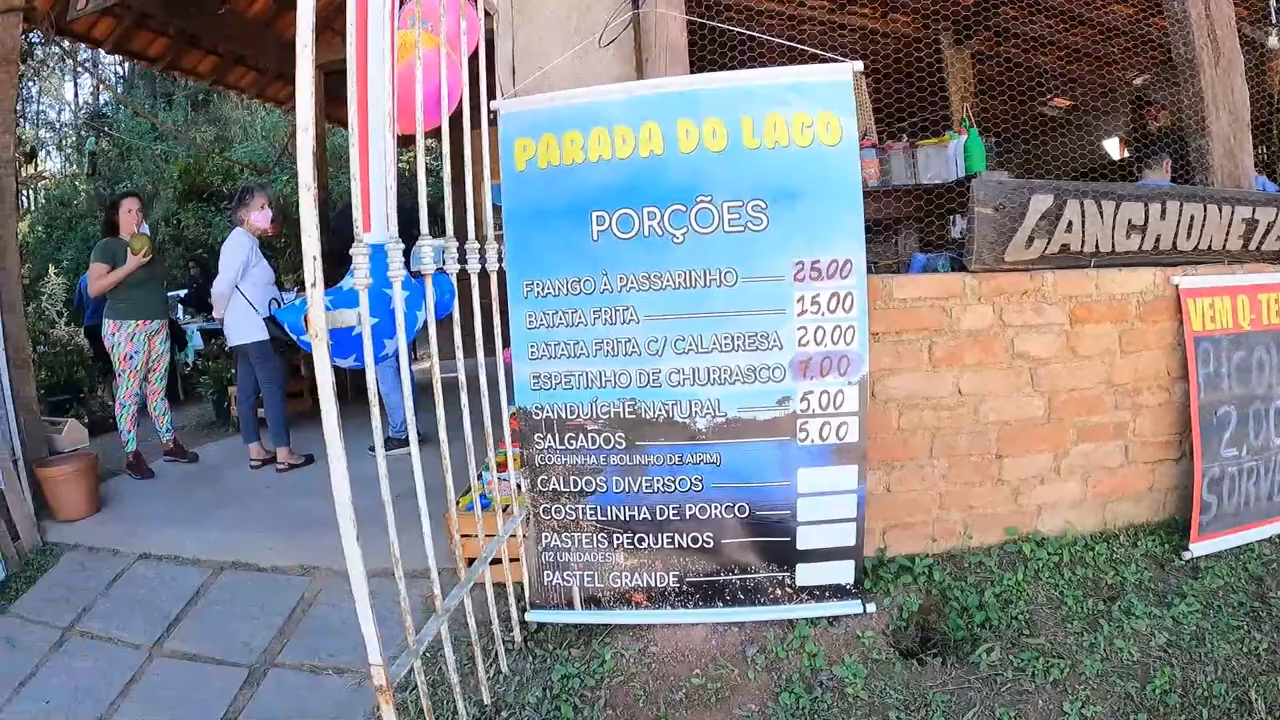 PARADA DO LAGO
PORÇÕES
FRANGO À PASSARINHO 25,00
BATATA FRITA 15,00
BATATA FRITA C/ CALABRESA 20,00
ESPETINHO DE CHURRASCO 7,00
SANDUÍCHE NATURAL 5,00
SALGADOS 5,00
(COCHINHA E BOLINHO DE AIPIM)
CALDOS DIVERSOS
COSTELINHA DE PORCO
PASTEIS PEQUENOS
(12 UNIDADES)
PASTEL GRANDE
LANCHONETE
VEM Q- TE
PICOL
2,00
SORV